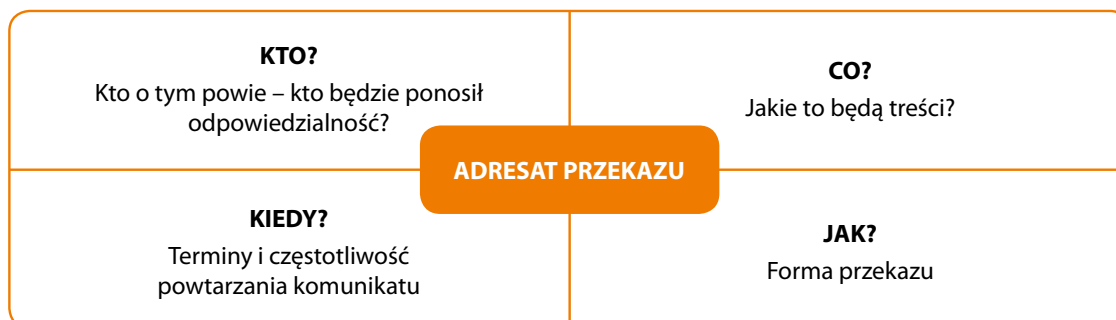 KTO?
Kto o tym powie – kto będzie ponosił
odpowiedzialność?
CO?
Jakie to będą treści?
ADRESAT PRZEKAZU
KIEDY?
Terminy i częstotliwość
powtarzania komunikatu
JAK?
Forma przekazu